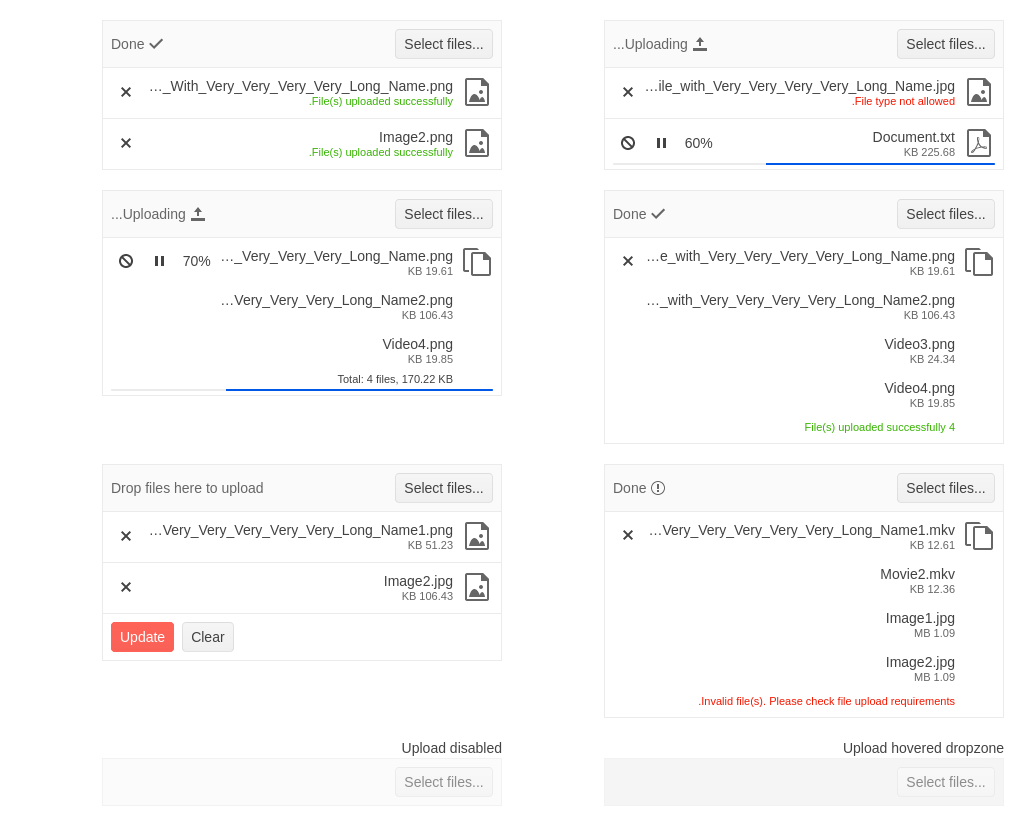 Done
Select files...
..._With_Very_Very_Very_Very_Long_Name.png
.File(s) uploaded successfully
Image2.png
.File(s) uploaded successfully
...Uploading
Select files...
...ile_with_Very_Very_Very_Very_Long_Name.jpg
.File type not allowed
60%
Document.txt
KB 225.68
...Uploading
Select files...
70%
..._Very_Very_Very_Long_Name.png
KB 19.61
...Very_Very_Very_Long_Name2.png
KB 106.43
Video4.png
KB 19.85
Total: 4 files, 170.22 KB
Done
Select files...
...e_with_Very_Very_Very_Very_Long_Name.png
KB 19.61
..._with_Very_Very_Very_Very_Long_Name2.png
KB 106.43
Video3.png
KB 24.34
Video4.png
KB 19.85
File(s) uploaded successfully 4
Drop files here to upload
Select files...
...Very_Very_Very_Very_Very_Long_Name1.png
KB 51.23
Image2.jpg
KB 106.43
Update
Clear
Done
Select files...
...Very_Very_Very_Very_Very_Long_Name1.mkv
KB 12.61
Movie2.mkv
KB 12.36
Image1.jpg
MB 1.09
Image2.jpg
MB 1.09
.Invalid file(s). Please check file upload requirements
Upload disabled
Select files...
Upload hovered dropzone
Select files...